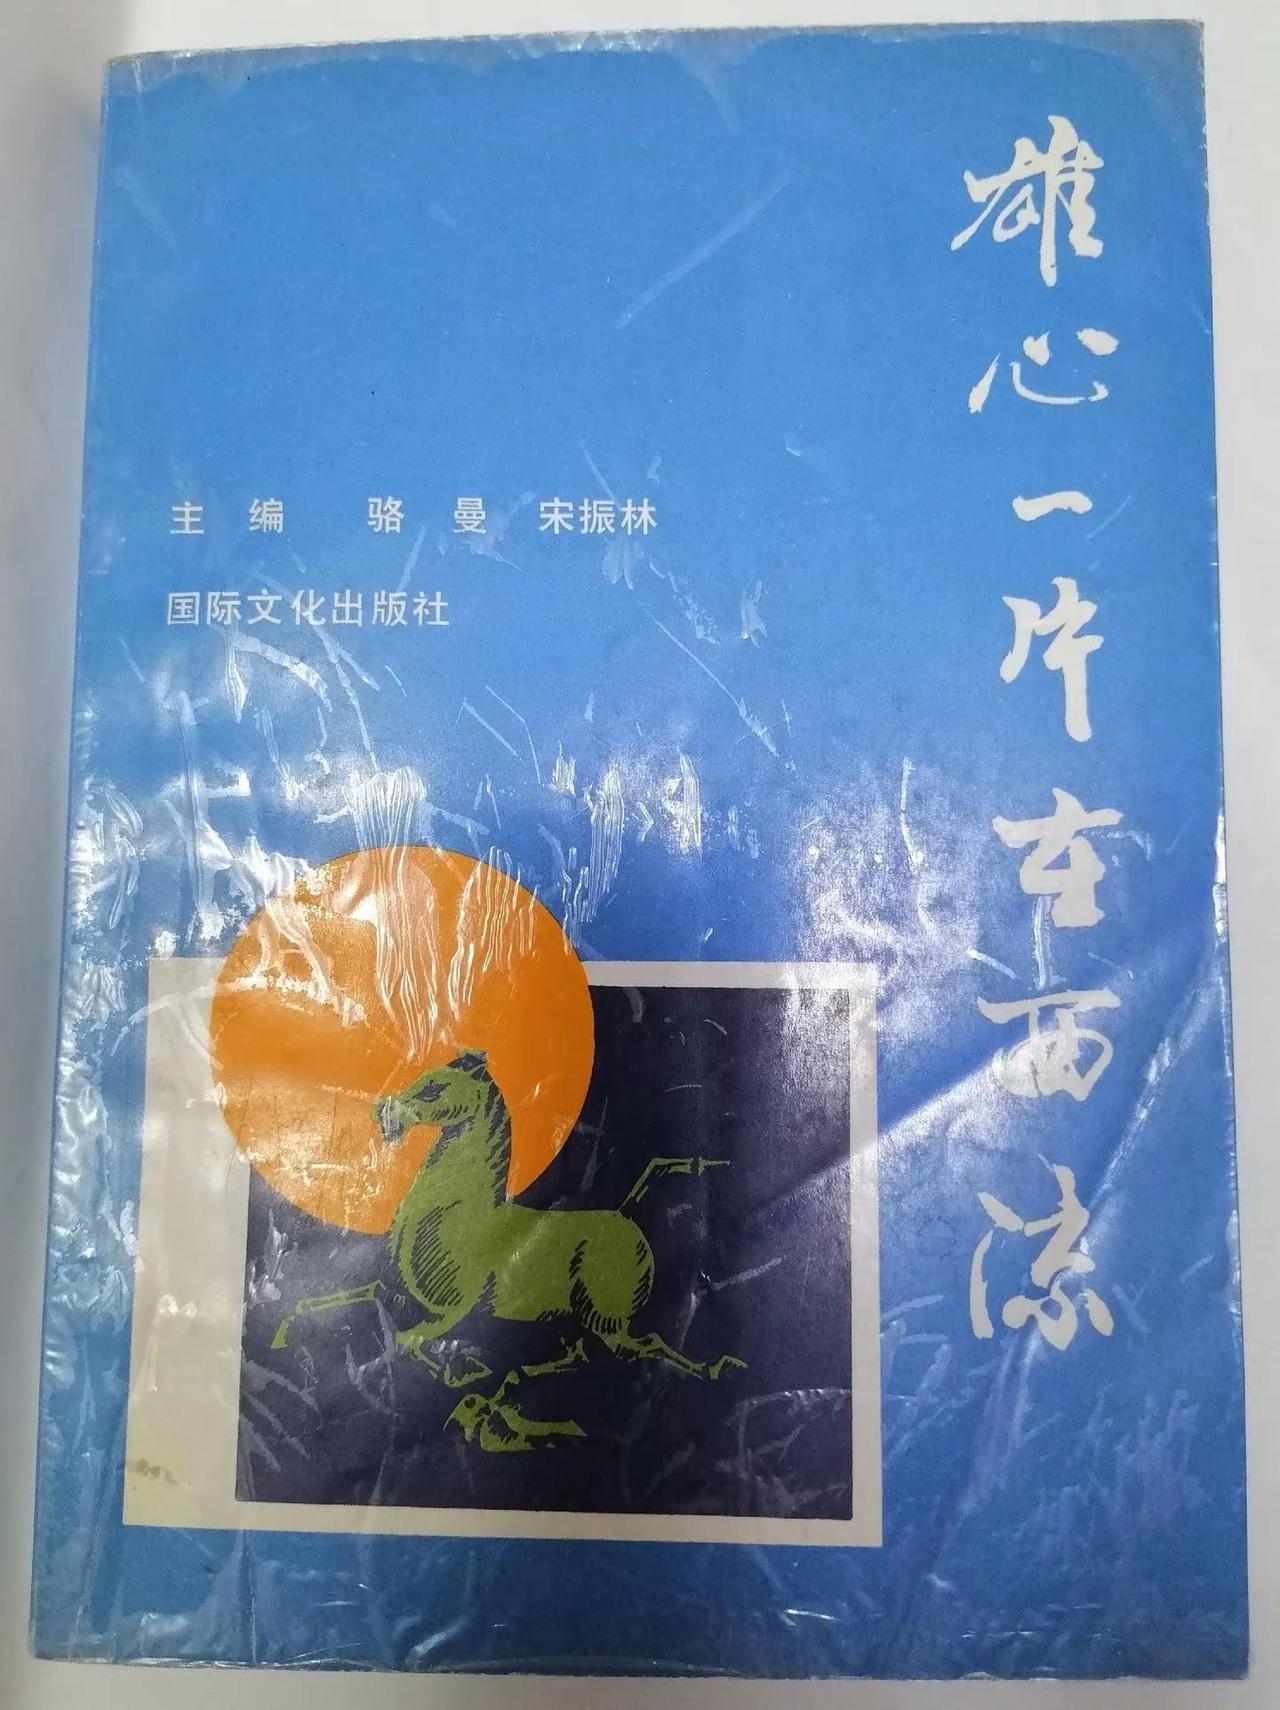 雄心一片在西凉
主编 骆曼 宋振林
国际文化出版社